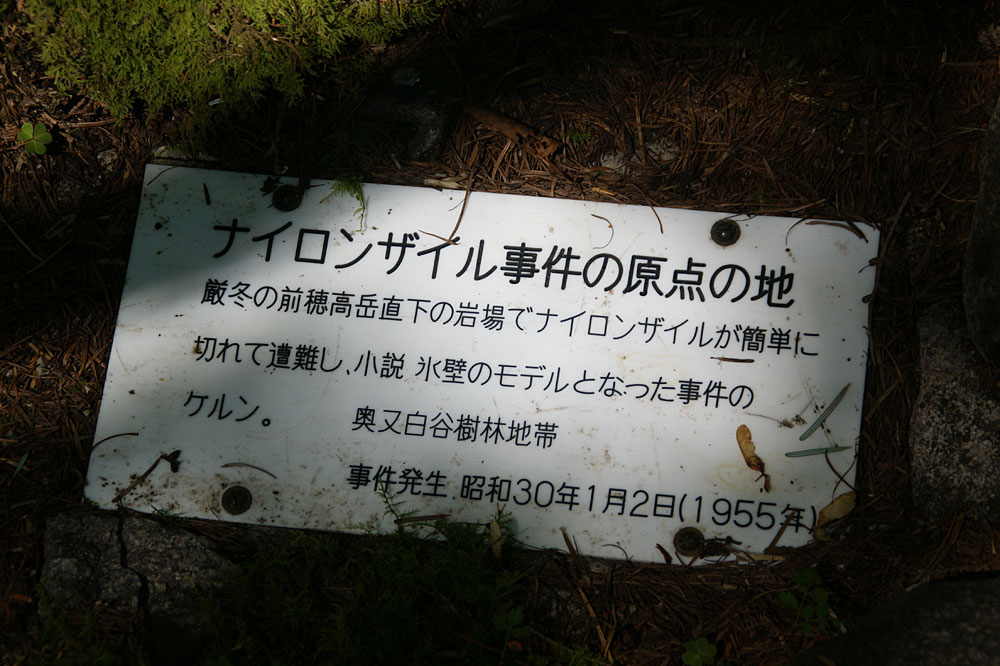 ナイロンザイル事件の原点の地
厳冬の前穂高岳直下の岩場でナイロンザイルが簡単に
切れて遭難し、小説 氷壁のモデルとなった事件の
ケルン。 奥又白谷樹林地帯
事件発生 昭和30年1月2日(1955年)